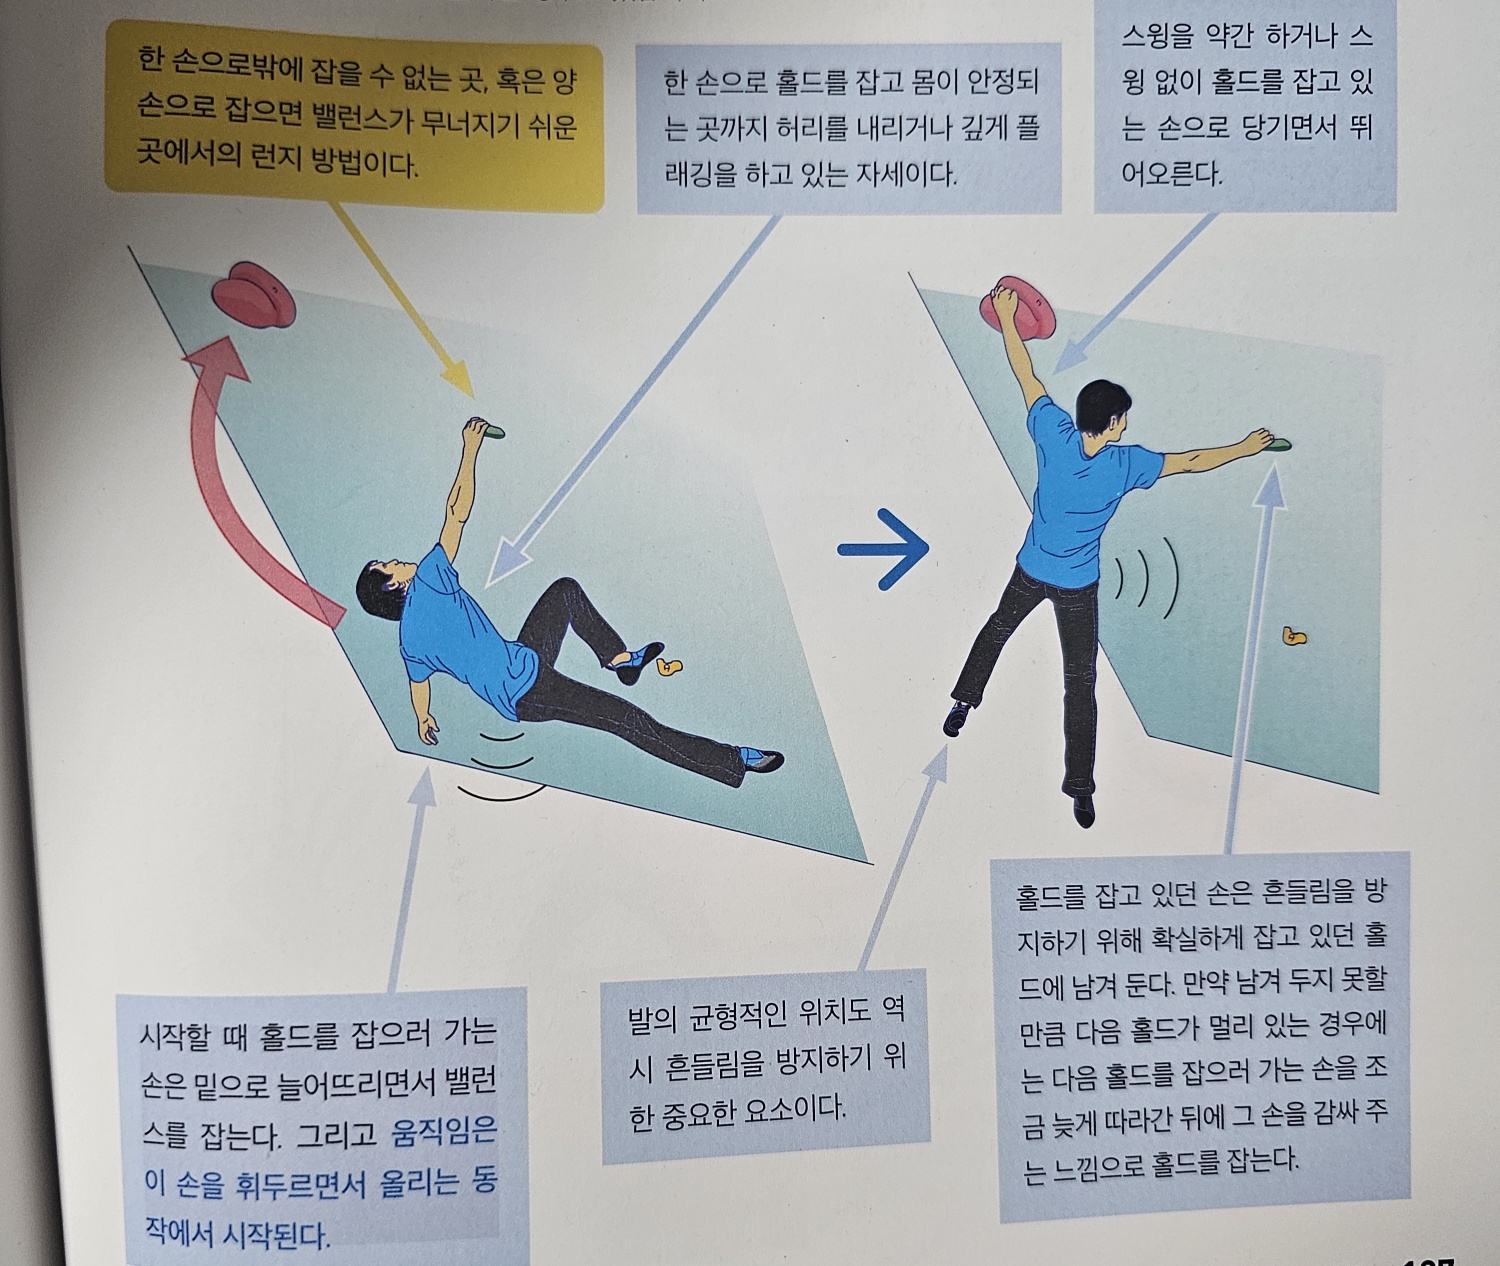 한 손으로밖에 잡을 수 없는 곳, 혹은 양
손으로 잡으면 밸런스가 무너지기 쉬운
곳에서의 런지 방법이다.
한 손으로 홀드를 잡고 몸이 안정되
는 곳까지 허리를 내리거나 깊게 플
래깅을 하고 있는 자세이다.
스윙을 약간 하거나 스
윙 없이 홀드를 잡고 있
는 손으로 당기면서 뛰
어오른다.
시작할 때 홀드를 잡으러 가는
손은 밑으로 늘어뜨리면서 밸런
스를 잡는다. 그리고 움직임은
이 손을 휘두르면서 올리는 동
작에서 시작된다.
발의 균형적인 위치도 역
시 흔들림을 방지하기 위
한 중요한 요소이다.
홀드를 잡고 있던 손은 흔들림을 방
지하기 위해 확실하게 잡고 있던 홀
드에 남겨 둔다. 만약 남겨 두지 못할
만큼 다음 홀드가 멀리 있는 경우에
는 다음 홀드를 잡으러 가는 손을 조
금 늦게 따라간 뒤에 그 손을 감싸 주
는 느낌으로 홀드를 잡는다.